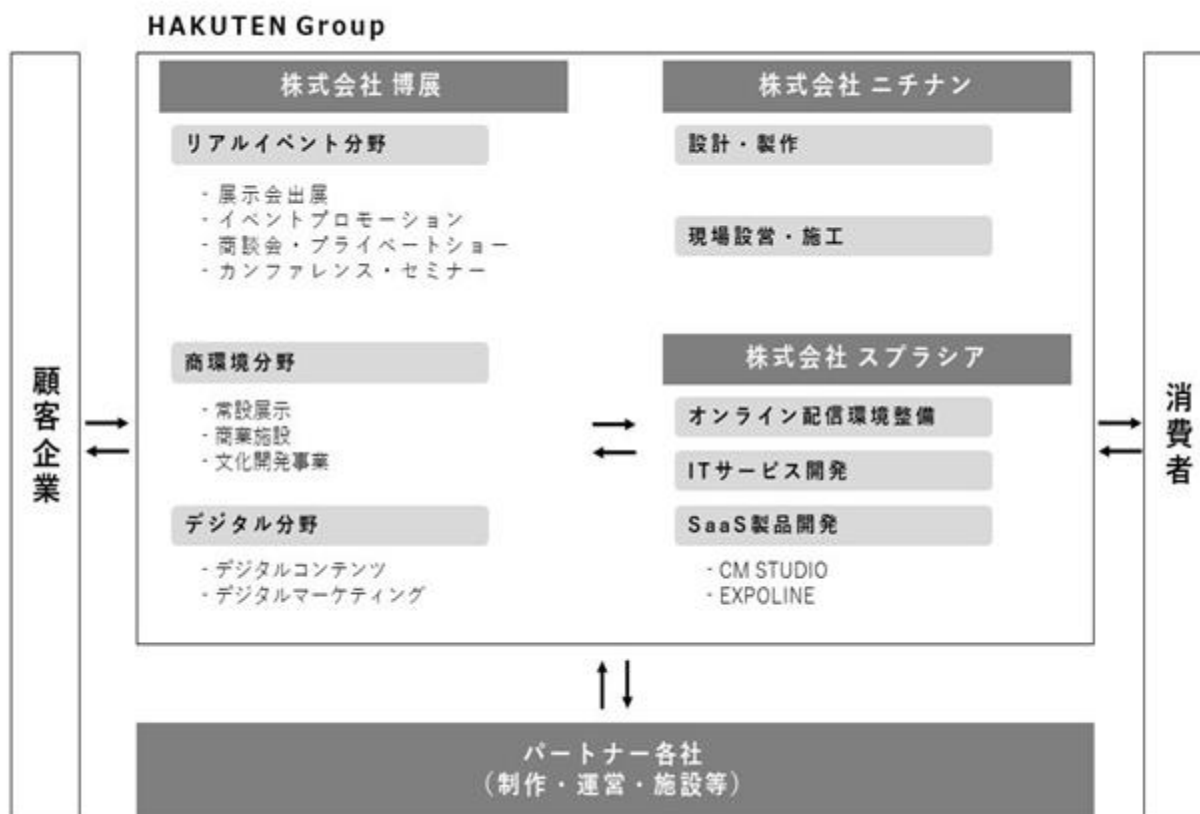 HAKUTEN Group
顧客企業
株式会社 博展
リアルイベント分野
- 展示会出展
- イベントプロモーション
- 商談会・プライベートショー
- カンファレンス・セミナー
商環境分野
- 常設展示
- 商業施設
- 文化開発事業
デジタル分野
- デジタルコンテンツ
- デジタルマーケティング
株式会社 ニチナン
設計・製作
現場設営・施工
株式会社 スプラシア
オンライン配信環境整備
ITサービス開発
SaaS製品開発
- CM STUDIO
- EXPOLINE
消費者
パートナー各社
（制作・運営・施設等）